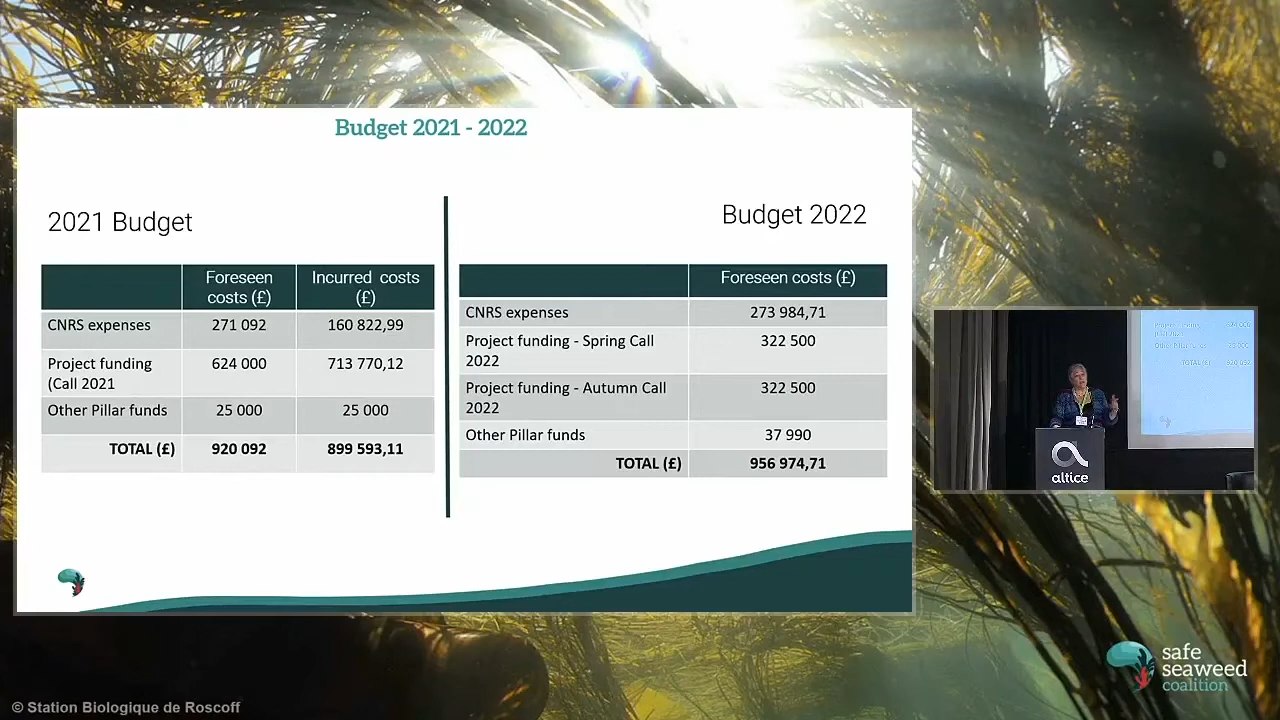 Budget 2021 - 2022
2021 Budget
Foreseen
costs (£)
Incurred costs
(£)
CNRS expenses
271 092
160 822,99
Project funding
(Call 2021
624 000
713 770,12
Other Pillar funds
25 000
25 000
TOTAL (£)
920 092
899 593,11
Budget 2022
Foreseen costs (£)
CNRS expenses
273 984,71
Project funding - Spring Call
2022
322 500
Project funding - Autumn Call
2022
322 500
Other Pillar funds
37 990
TOTAL (£)
956 974,71
Other Pillar funds
TOTAL (£)
altice
safe
seaweed
coalition
© Station Biologique de Roscoff